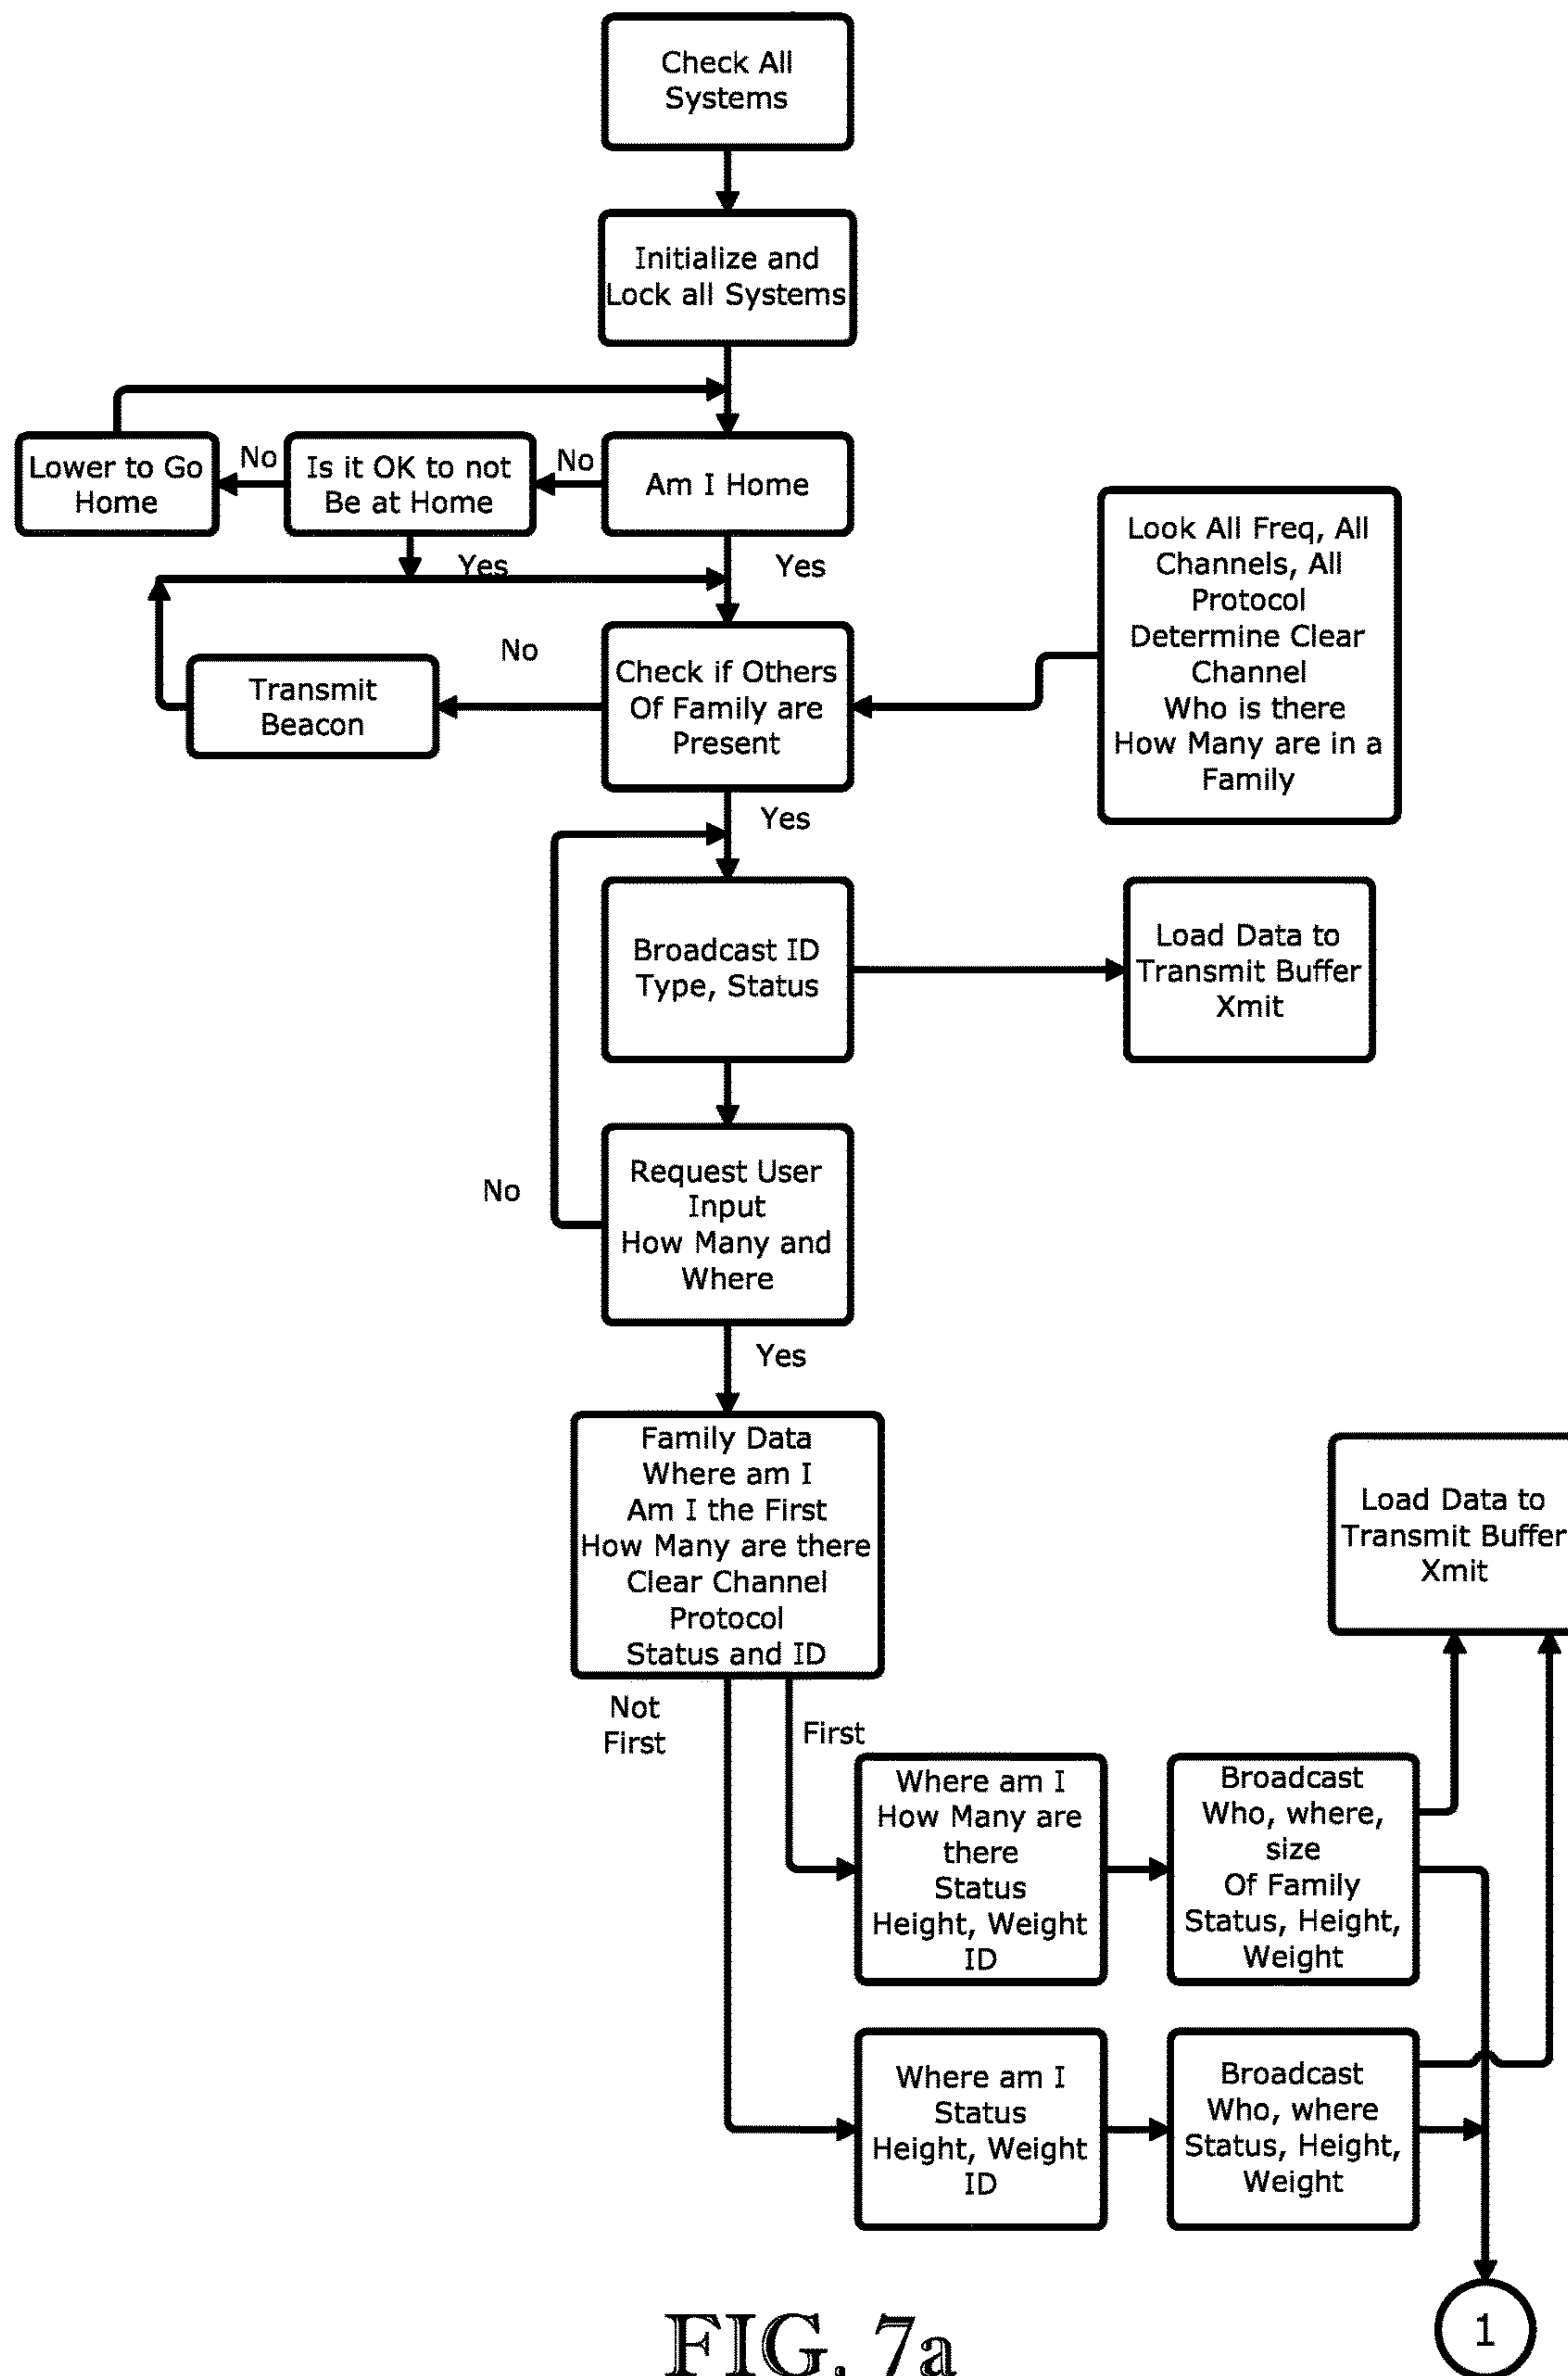 Check All
Systems
Initialize and
Lock all Systems
Lower to Go
Home
No
Is it OK to not
Be at Home
No
Am I Home
Yes
Yes
Look All Freq, All
Channels, All
Protocol
Determine Clear
Channel
Who is there
How Many are in a
Family
No
Transmit
Beacon
Check if Others
Of Family are
Present
Yes
Broadcast ID
Type, Status
Load Data to
Transmit Buffer
Xmit
No
Request User
Input
How Many and
Where
Yes
Family Data
Where am I
Am I the First
How Many are there
Clear Channel
Protocol
Status and ID
Load Data to
Transmit Buffer
Xmit
Not
First
First
Where am I
How Many are
there
Status
Height, Weight
ID
Broadcast
Who, where,
size
Of Family
Status, Height,
Weight
Where am I
Status
Height, Weight
ID
Broadcast
Who, where
Status, Height,
Weight
1
FIG. 7a